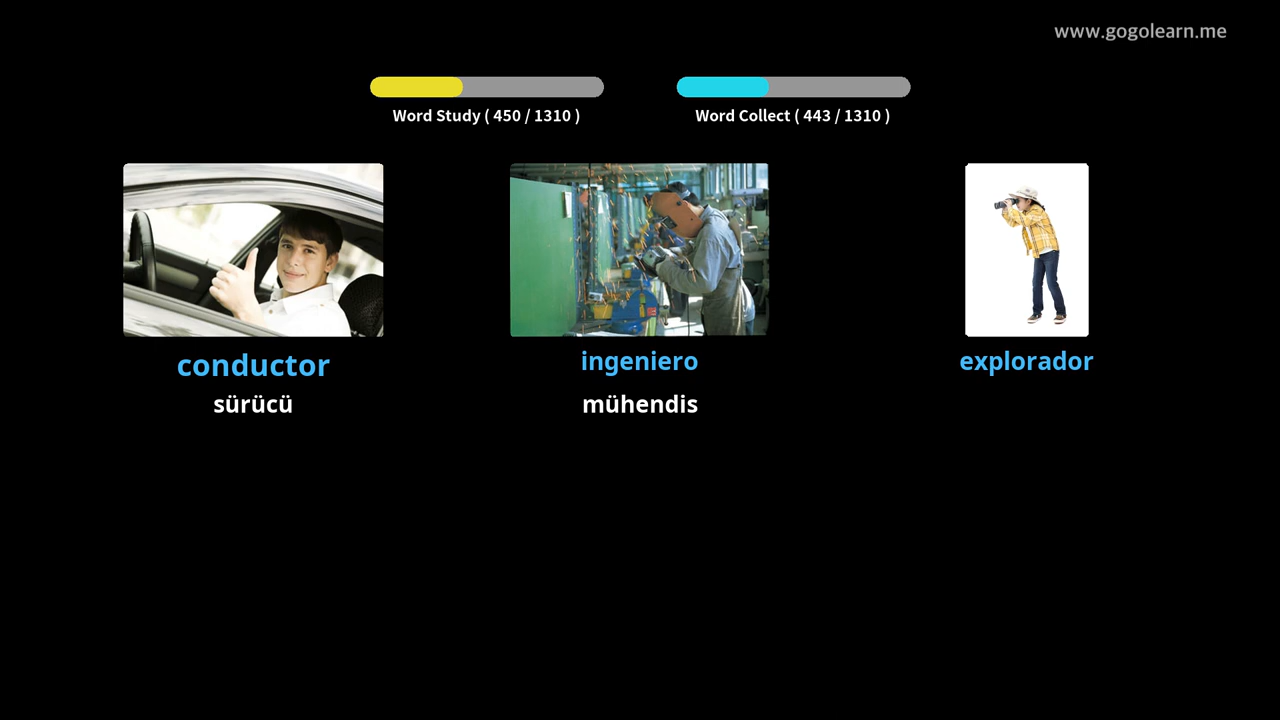 www.gogolearn.me
Word Study ( 450 / 1310 )
Word Collect ( 443 / 1310 )
conductor
sürücü
ingeniero
mühendis
explorador